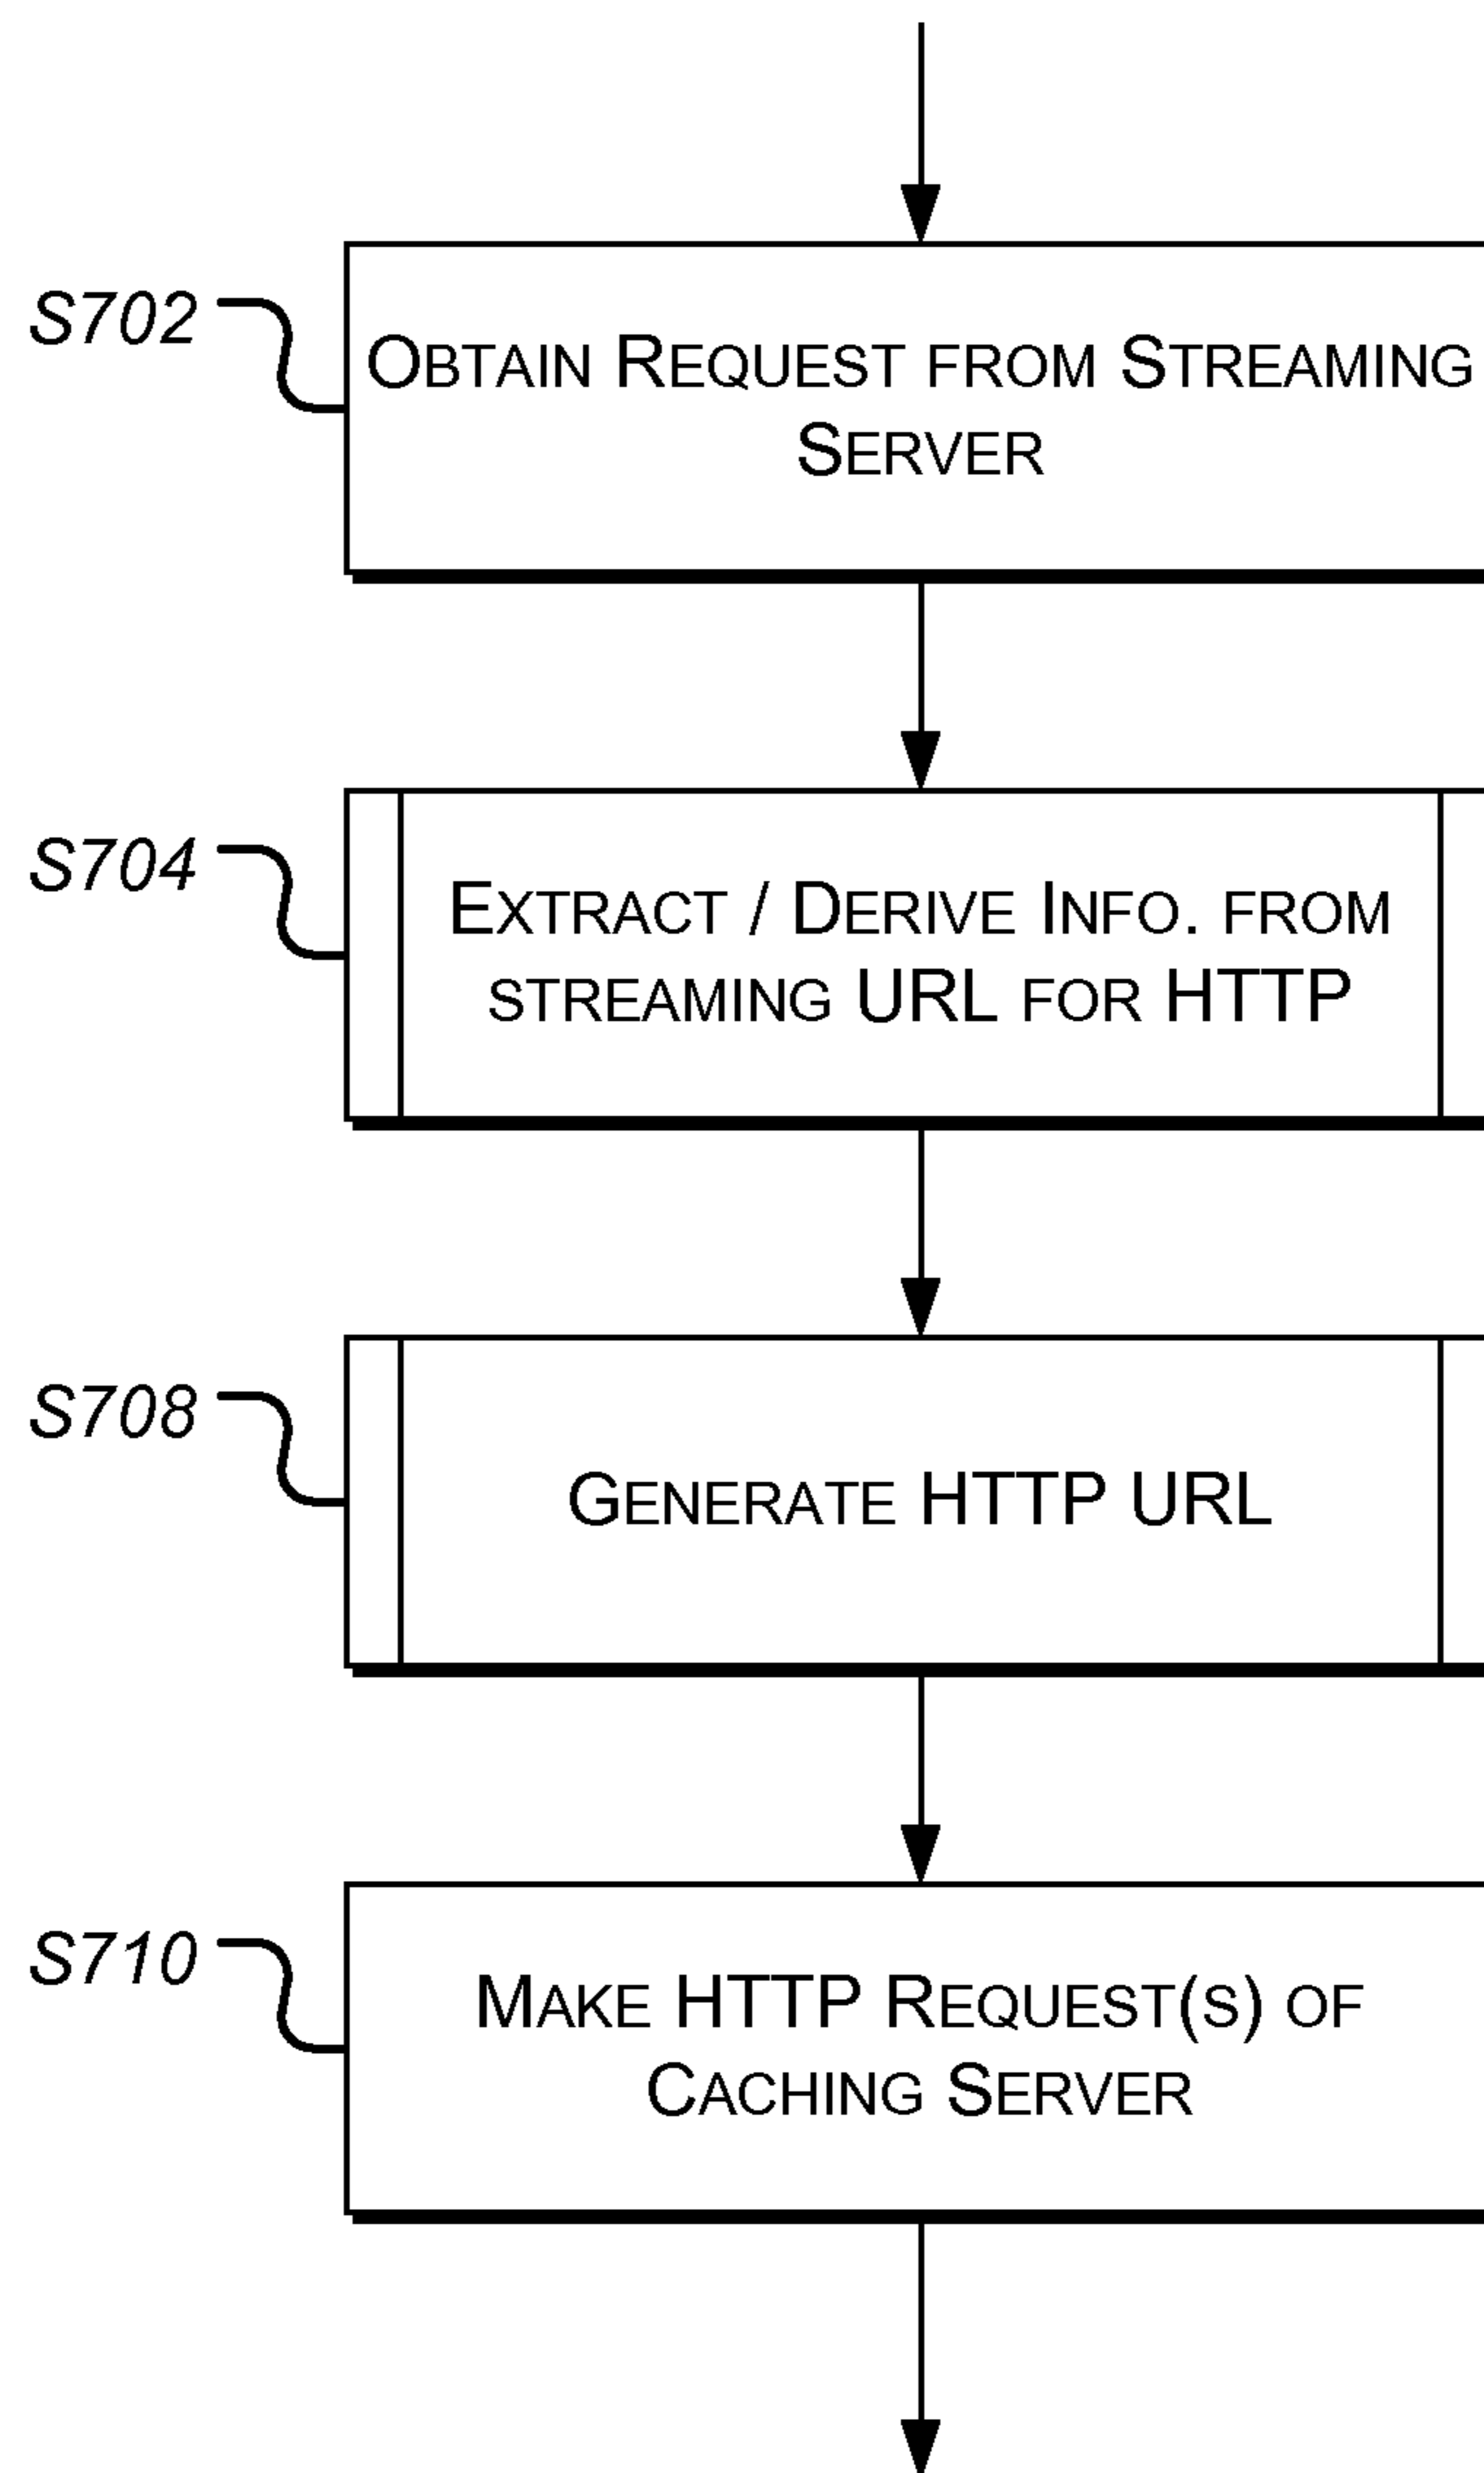 S702
OBTAIN REQUEST FROM STREAMING
SERVER
S704
EXTRACT / DERIVE INFO. FROM
STREAMING URL FOR HTTP
S708
GENERATE HTTP URL
S710
MAKE HTTP REQUEST(S) OF
CACHING SERVER